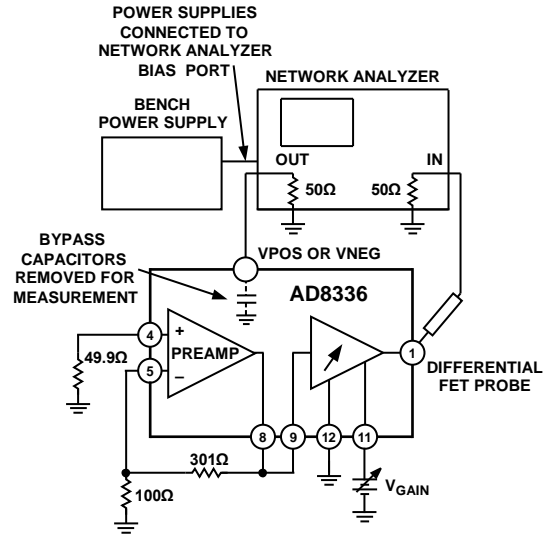 POWER SUPPLIES
CONNECTED TO
NETWORK ANALYZER
BIAS PORT
NETWORK ANALYZER
BENCH
POWER SUPPLY
OUT
IN
50Ω
50Ω
VPOS OR VNEG
BYPASS
CAPACITORS
REMOVED FOR
MEASUREMENT
AD8336
4
+
PREAMP
49.9Ω
5
–
1
DIFFERENTIAL
FET PROBE
8
9
12
11
301Ω
100Ω
VGAIN